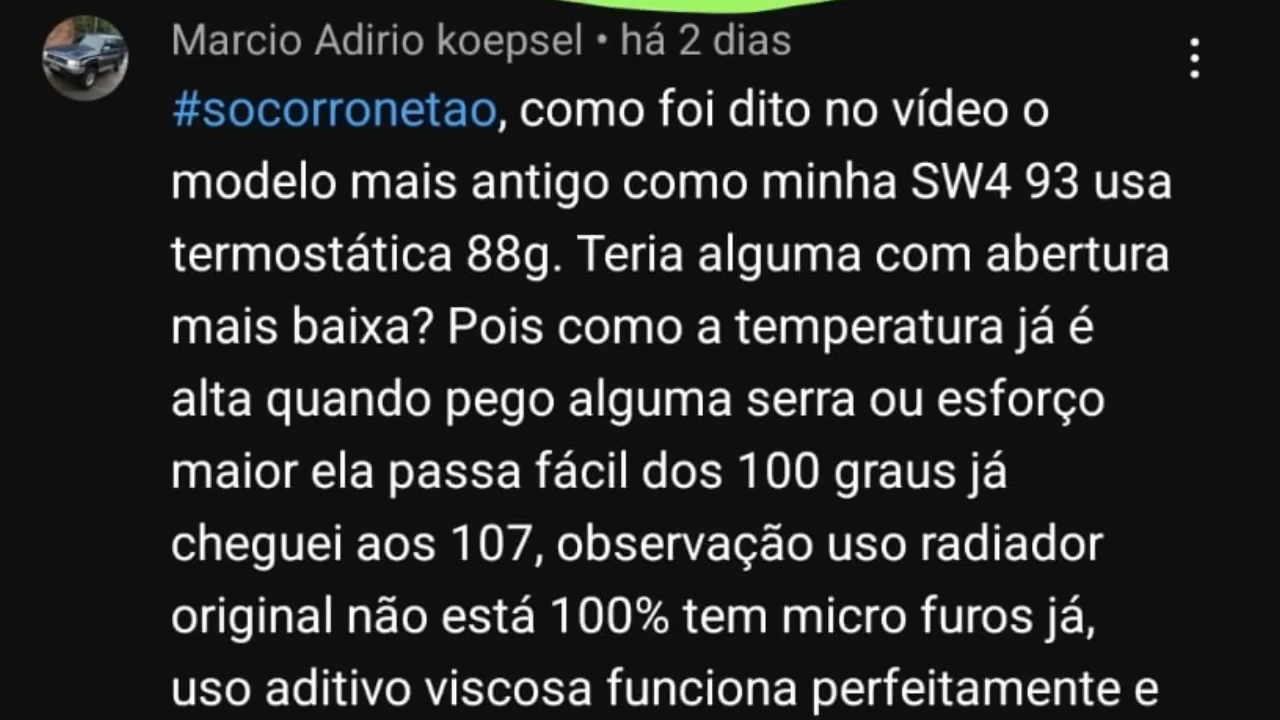 Marcio Adirio koepsel • há 2 dias
#socorronetao, como foi dito no vídeo o
modelo mais antigo como minha SW4 93 usa
termostática 88g. Teria alguma com abertura
mais baixa? Pois como a temperatura já é
alta quando pego alguma serra ou esforço
maior ela passa fácil dos 100 graus já
cheguei aos 107, observação uso radiador
original não está 100% tem micro furos já,
uso aditivo viscosa funciona perfeitamente e